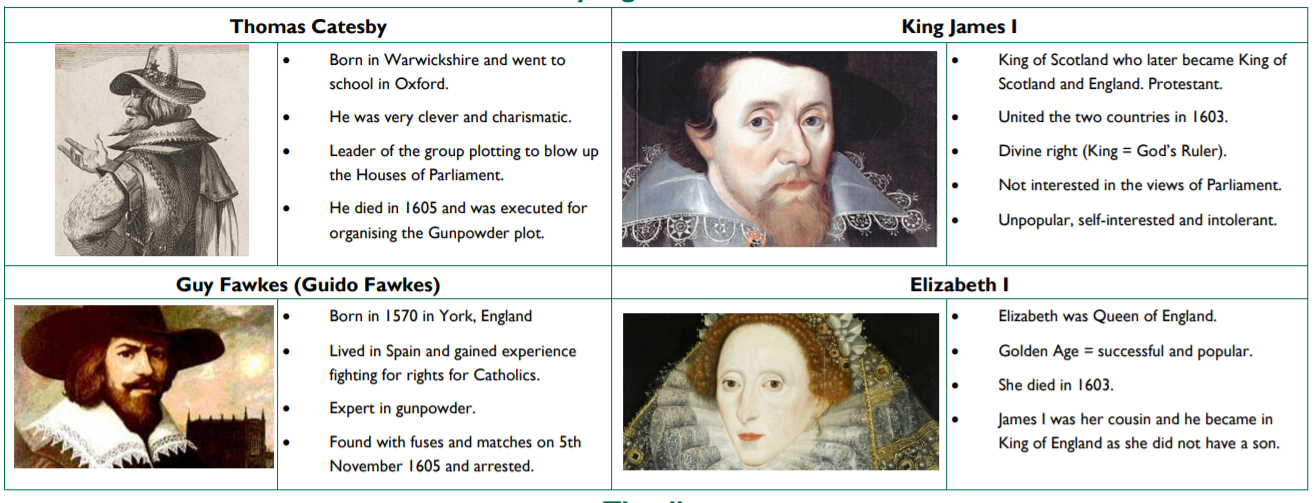 Thomas Catesby
King James I
Born in Warwickshire and went to
school in Oxford.
He was very clever and charismatic.
Leader of the group plotting to blow up
the Houses of Parliament.
He died in 1605 and was executed for
organising the Gunpowder plot.
King of Scotland who later became King of
Scotland and England. Protestant.
United the two countries in 1603.
Divine right (King = God's Ruler).
Not interested in the views of Parliament.
Unpopular, self-interested and intolerant.
Guy Fawkes (Guido Fawkes)
Elizabeth I
Born in 1570 in York, England
Lived in Spain and gained experience
fighting for rights for Catholics.
Expert in gunpowder.
Found with fuses and matches on 5th
November 1605 and arrested.
Elizabeth was Queen of England.
Golden Age = successful and popular.
She died in 1603.
James I was her cousin and he became in
King of England as she did not have a son.